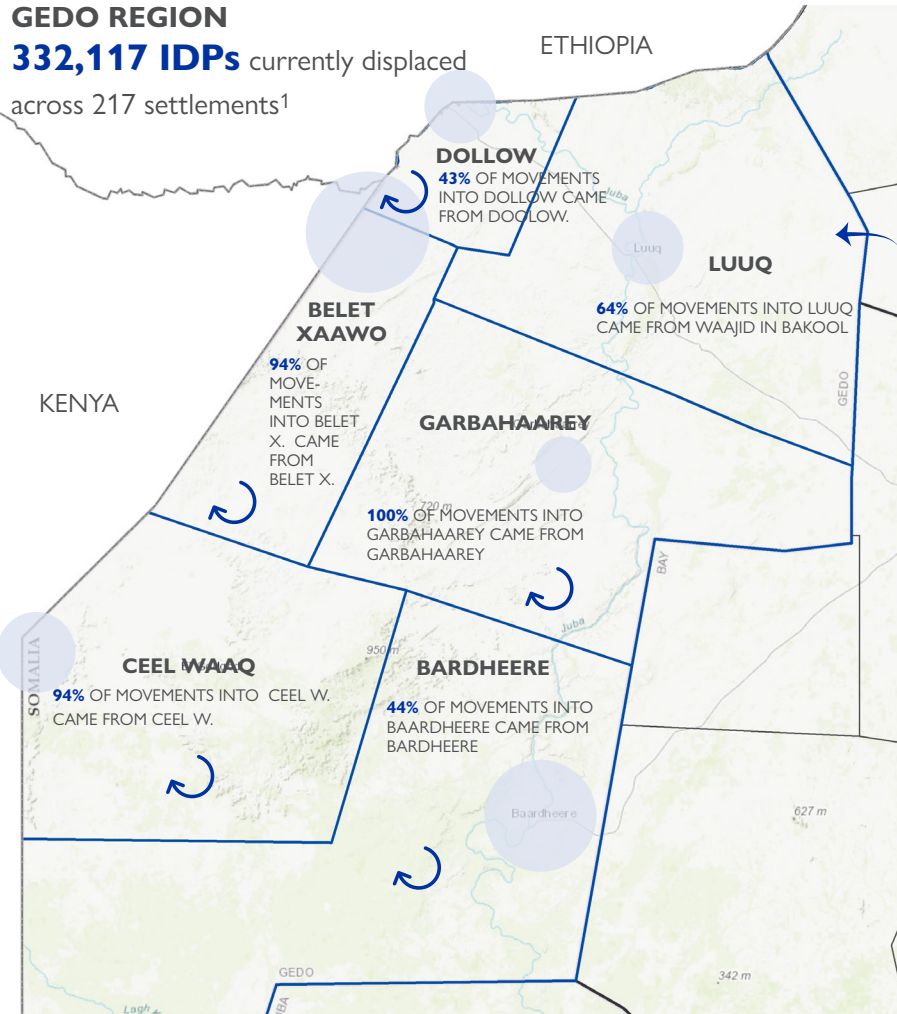 GEDO REGION
332,117 IDPs currently displaced
across 217 settlements¹
ETHIOPIA
DOLLOW
43% OF MOVEMENTS
INTO DOLLOW CAME
FROM DOOLOW.
Juba
Luuq
LUUQ
64% OF MOVEMENTS INTO LUUQ
CAME FROM WAAJID IN BAKOOL
BELET
XAAWO
94% OF
MOVE-
MENTS
INTO BELET
X. CAME
FROM
BELET X.
KENYA
GEDO
GARBAHAAREY
720 m
100% OF MOVEMENTS INTO
GARBAHAAREY CAME FROM
GARBAHAAREY
BAY
Juba
950 m
SOMALIA
CEEL WAAQ
94% OF MOVEMENTS INTO CEEL W.
CAME FROM CEEL W.
BARDHEERE
44% OF MOVEMENTS INTO
BAARDHEERE CAME FROM
BARDHEERE
Baardheere
627 m
GEDO
342 m
Lagh